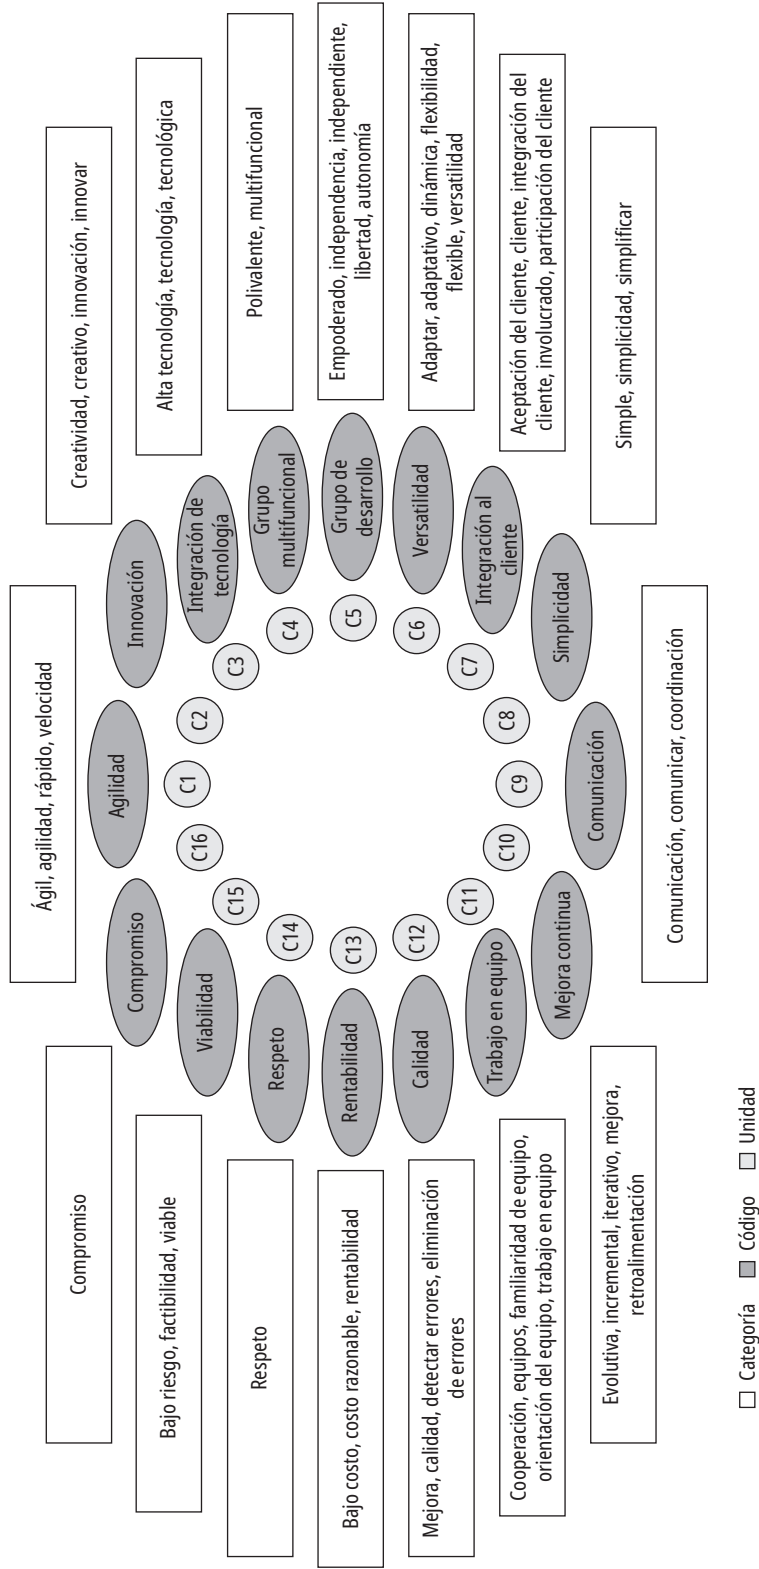 Ágil, agilidad, rápido, velocidad
Agilidad
C1
Creatividad, creativo, innovación, innovar
Innovación
C2
Alta tecnología, tecnología, tecnológica
Integración de
tecnología
C3
Polivalente, multifuncional
Grupo
multifuncional
C4
Empoderado, independencia, independiente,
libertad, autonomía
Grupo de
desarrollo
C5
Adaptar, adaptativo, dinámica, flexibilidad,
flexible, versatilidad
Versatilidad
C6
Aceptación del cliente, cliente, integración del
cliente, involucrado, participación del cliente
Integración al
cliente
C7
Simple, simplicidad, simplificar
Simplicidad
C8
Comunicación, comunicar, coordinación
Comunicación
C9
Evolutiva, incremental, iterativo, mejora,
retroalimentación
Mejora continua
C10
Cooperación, equipos, familiaridad de equipo,
orientación del equipo, trabajo en equipo
Trabajo en equipo
C11
Mejora, calidad, detectar errores, eliminación
de errores
Calidad
C12
Bajo costo, costo razonable, rentabilidad
Rentabilidad
C13
Respeto
Respeto
C14
Bajo riesgo, factibilidad, viable
Viabilidad
C15
Compromiso
Compromiso
C16
Categoría
Código
Unidad